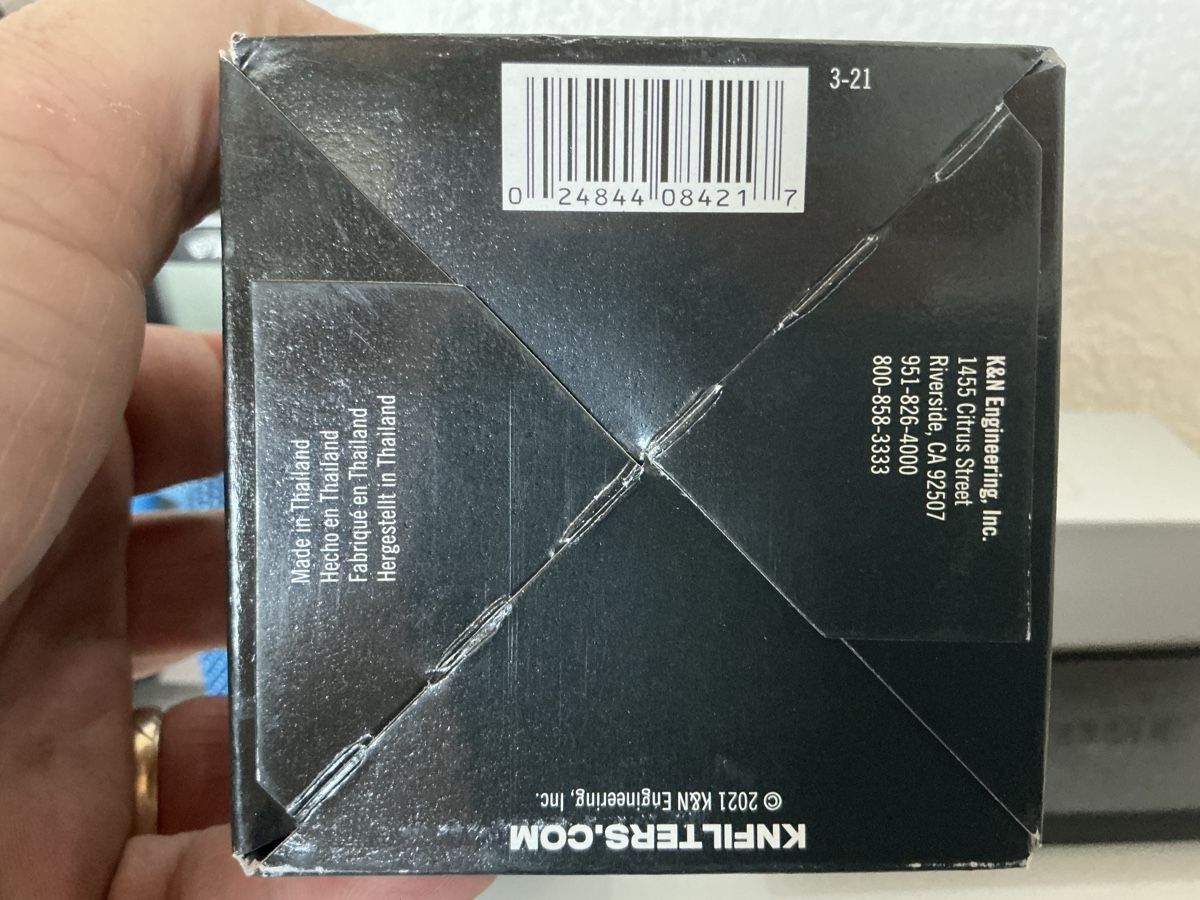 3-21
0 24844 08421 7
K&N Engineering, Inc.
1455 Citrus Street
Riverside, CA 92507
951-826-4000
800-858-3333
Made in Thailand
Hecho en Thailand
Fabriqué en Thailand
Hergestellt in Thailand
© 2021 K&N Engineering, Inc.
KNFILTERS.COM